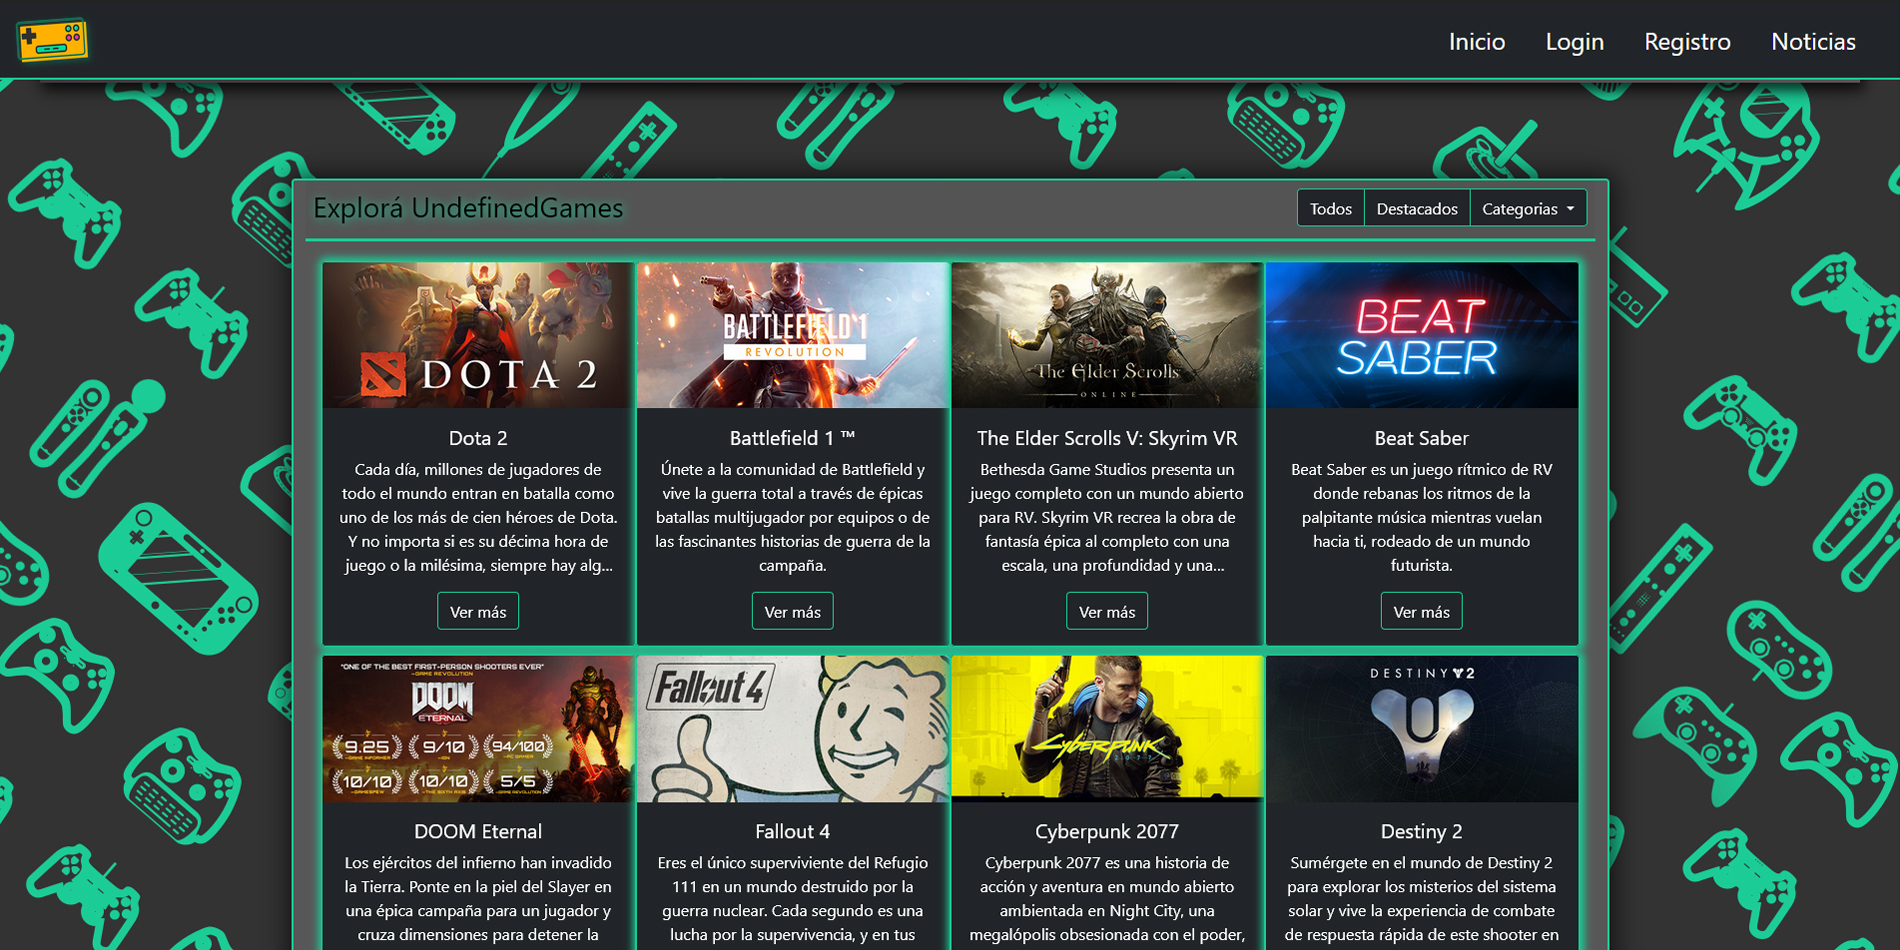 Inicio Login Registro Noticias
Explorá UndefinedGames
Todos Destacados Categorias
DOTA 2
Dota 2
Cada día, millones de jugadores de
todo el mundo entran en batalla como
uno de los más de cien héroes de Dota.
Y no importa si es su décima hora de
juego o la milésima, siempre hay alg...
Ver más
BATTLEFIELD 1
REVOLUTION
Battlefield 1 ™
Únete a la comunidad de Battlefield y
vive la guerra total a través de épicas
batallas multijugador por equipos o de
las fascinantes historias de guerra de la
campaña.
Ver más
The Elder Scrolls
ONLINE
The Elder Scrolls V: Skyrim VR
Bethesda Game Studios presenta un
juego completo con un mundo abierto
para RV. Skyrim VR recrea la obra de
fantasía épica al completo con una
escala, una profundidad y una...
Ver más
BEAT
SABER
Beat Saber
Beat Saber es un juego rítmico de RV
donde rebanas los ritmos de la
palpitante música mientras vuelan
hacia ti, rodeado de un mundo
futurista.
Ver más
"ONE OF THE BEST FIRST-PERSON SHOOTERS EVER"
-GAME REVOLUTION
DOOM
ETERNAL
9.25 9/10 94/100
-GAME INFORMER -IGN -PC GAMER
10/10 10/10 5/5
-GAMESPEW -THE SIXTH AXIS -GAME REVOLUTION
DOOM Eternal
Los ejércitos del infierno han invadido
la Tierra. Ponte en la piel del Slayer en
una épica campaña para un jugador y
cruza dimensiones para detener la
Fallout 4
Fallout 4
Eres el único superviviente del Refugio
111 en un mundo destruido por la
guerra nuclear. Cada segundo es una
lucha por la supervivencia, y en tus
Cyberpunk
2077
Cyberpunk 2077
Cyberpunk 2077 es una historia de
acción y aventura en mundo abierto
ambientada en Night City, una
megalópolis obsesionada con el poder,
DESTINY 2
Destiny 2
Sumérgete en el mundo de Destiny 2
para explorar los misterios del sistema
solar y vive la experiencia de combate
de respuesta rápida de este shooter en